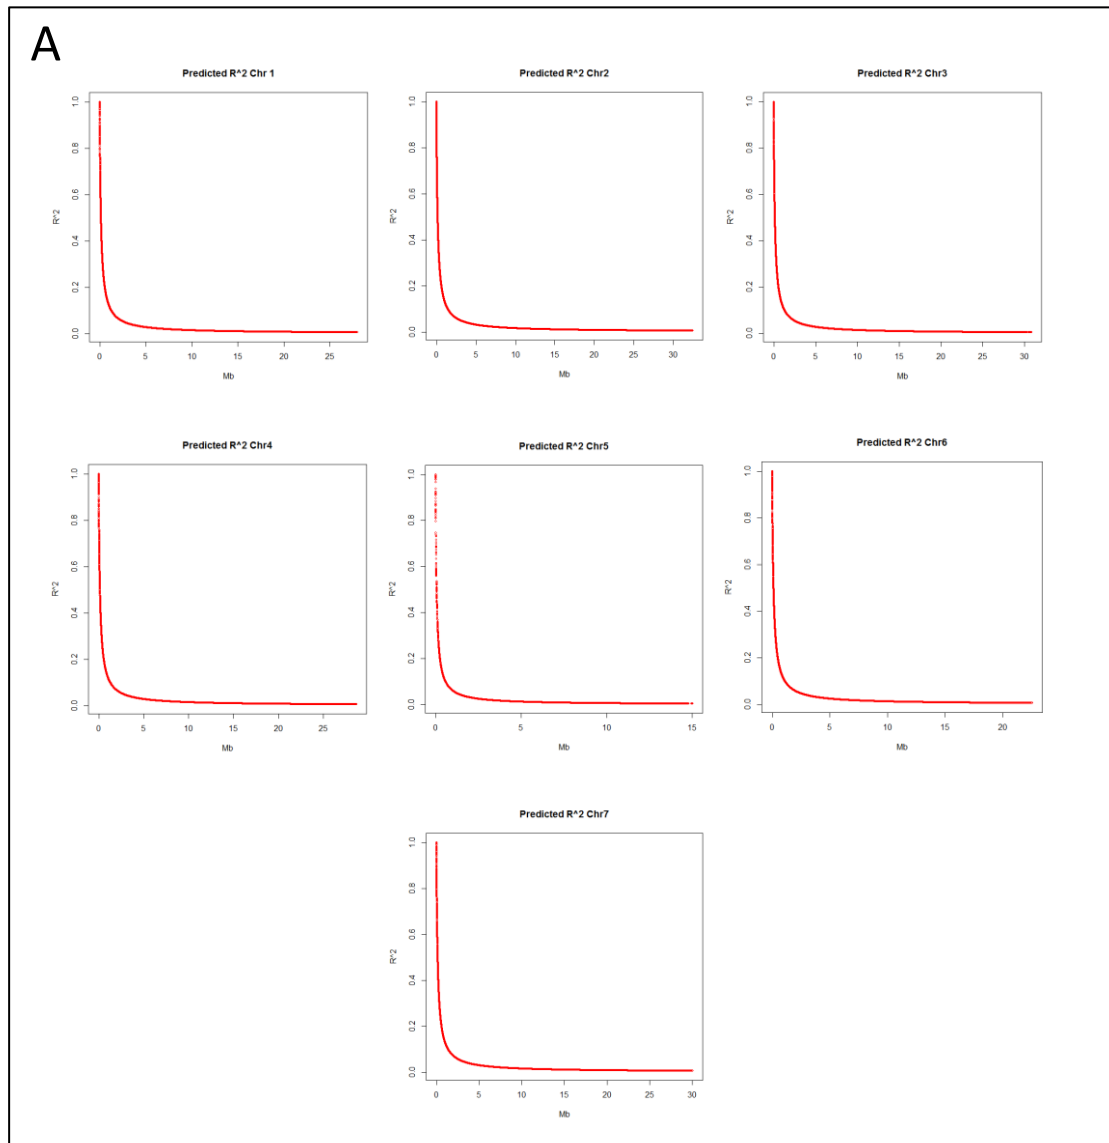 A
Predicted R^2 Chr 1
Predicted R^2 Chr2
Predicted R^2 Chr3
R^2
1.0
0.8
0.6
0.4
0.2
0.0
0 5 10 15 20 25
Mb
R^2
1.0
0.8
0.6
0.4
0.2
0.0
0 5 10 15 20 25 30
Mb
R^2
1.0
0.8
0.6
0.4
0.2
0.0
0 5 10 15 20 25 30
Mb
Predicted R^2 Chr4
Predicted R^2 Chr5
Predicted R^2 Chr6
R^2
1.0
0.8
0.6
0.4
0.2
0.0
0 5 10 15 20 25
Mb
R^2
1.0
0.8
0.6
0.4
0.2
0.0
0 5 10 15
Mb
R^2
1.0
0.8
0.6
0.4
0.2
0.0
0 5 10 15 20
Mb
Predicted R^2 Chr7
R^2
1.0
0.8
0.6
0.4
0.2
0.0
0 5 10 15 20 25 30
Mb